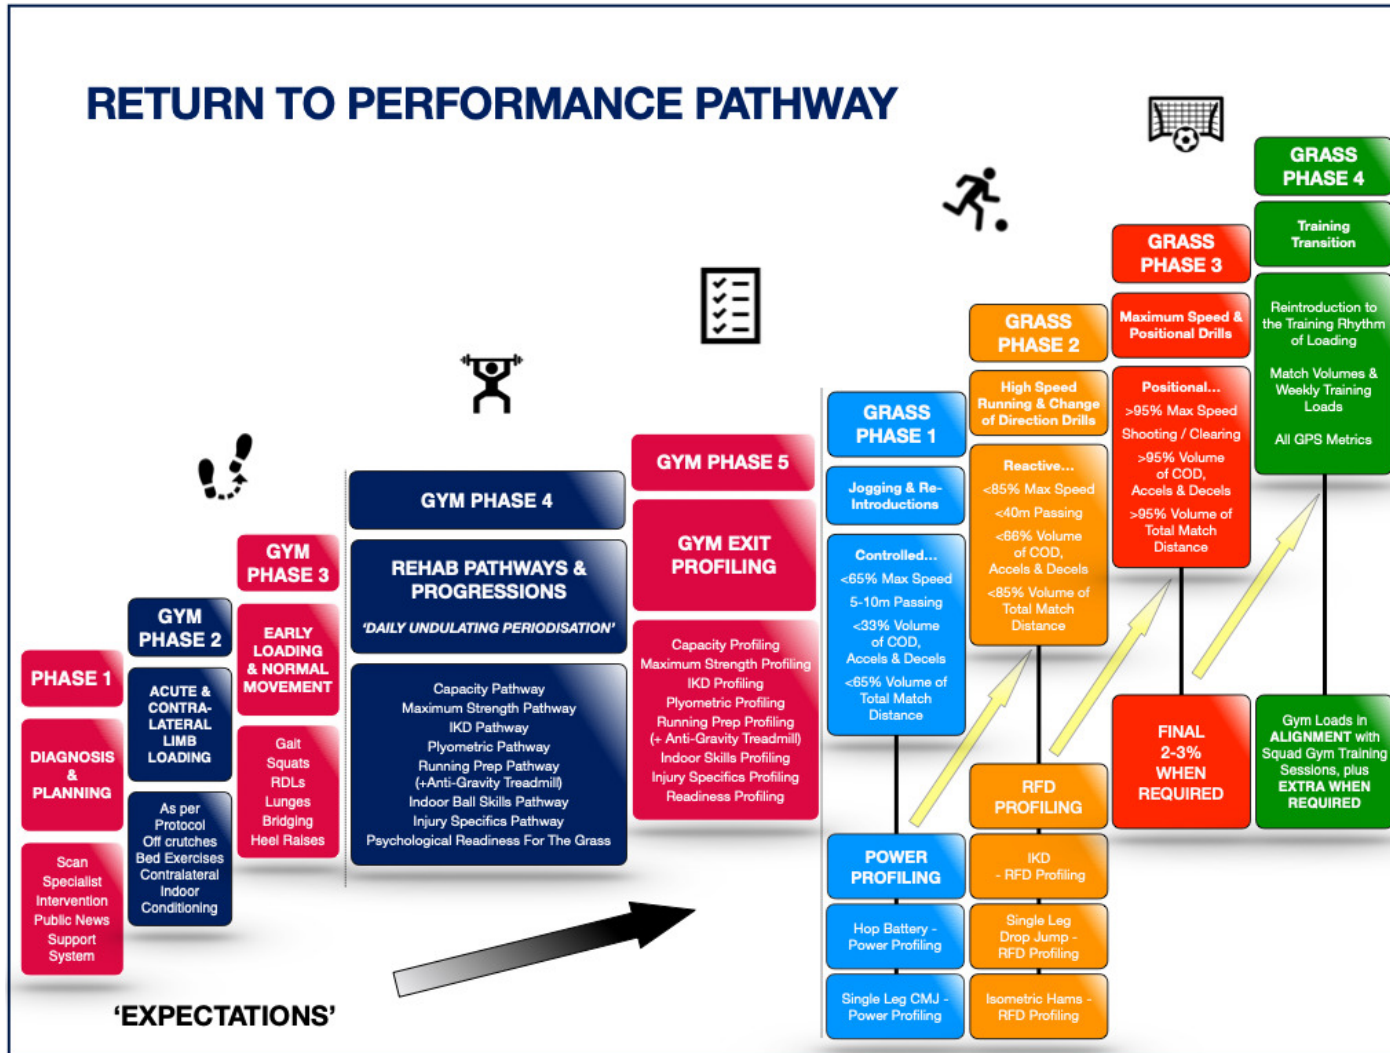 RETURN TO PERFORMANCE PATHWAY
PHASE 1
DIAGNOSIS
&
PLANNING
Scan
Specialist
Intervention
Public News
Support
System
GYM
PHASE 2
ACUTE &
CONTRA-
LATERAL
LIMB
LOADING
As per
Protocol
Off crutches
Bed Exercises
Contralateral
Indoor
Conditioning
GYM
PHASE 3
EARLY
LOADING
& NORMAL
MOVEMENT
Gait
Squats
RDLs
Lunges
Bridging
Heel Raises
GYM PHASE 4
REHAB PATHWAYS &
PROGRESSIONS
'DAILY UNDULATING PERIODISATION'
Capacity Pathway
Maximum Strength Pathway
IKD Pathway
Plyometric Pathway
Running Prep Pathway
(+Anti-Gravity Treadmill)
Indoor Ball Skills Pathway
Injury Specifics Pathway
Psychological Readiness For The Grass
GYM PHASE 5
GYM EXIT
PROFILING
Capacity Profiling
Maximum Strength Profiling
IKD Profiling
Plyometric Profiling
Running Prep Profiling
(+ Anti-Gravity Treadmill)
Indoor Skills Profiling
Injury Specifics Profiling
Readiness Profiling
GRASS
PHASE 1
Jogging & Re-
Introductions
Controlled...
<65% Max Speed
5-10m Passing
<33% Volume
of COD,
Accels & Decels
<65% Volume of
Total Match
Distance
POWER
PROFILING
Hop Battery -
Power Profiling
Single Leg CMJ -
Power Profiling
GRASS
PHASE 2
High Speed
Running & Change
of Direction Drills
Reactive...
<85% Max Speed
<40m Passing
<66% Volume
of COD,
Accels & Decels
<85% Volume of
Total Match
Distance
RFD
PROFILING
IKD
- RFD Profiling
Single Leg
Drop Jump -
RFD Profiling
Isometric Hams -
RFD Profiling
GRASS
PHASE 3
Maximum Speed &
Positional Drills
Positional...
>95% Max Speed
Shooting / Clearing
>95% Volume
of COD,
Accels & Decels
>95% Volume of
Total Match
Distance
FINAL
2-3%
WHEN
REQUIRED
GRASS
PHASE 4
Training
Transition
Reintroduction to
the Training Rhythm
of Loading
Match Volumes &
Weekly Training
Loads
All GPS Metrics
Gym Loads in
ALIGNMENT with
Squad Gym Training
Sessions, plus
EXTRA WHEN
REQUIRED
'EXPECTATIONS'